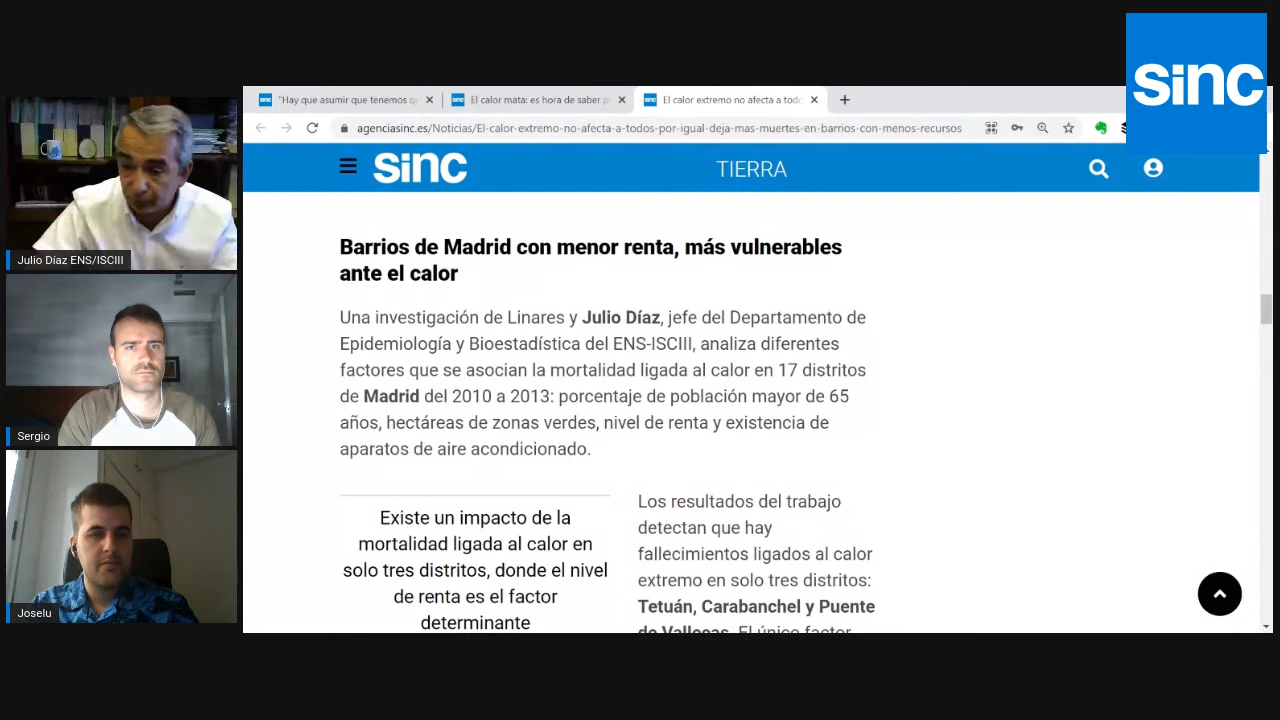 sinc
"Hay que asumir que tenemos q
El calor mata: es hora de saber p
El calor extremo no afecta a todo
agenciasinc.es/Noticias/El-calor-extremo-no-afecta-a-todos-por-igual-deja-mas-muertes-en-barrios-con-menos-recursos
sinc
TIERRA
Barrios de Madrid con menor renta, más vulnerables
ante el calor
Una investigación de Linares y Julio Díaz, jefe del Departamento de
Epidemiología y Bioestadística del ENS-ISCIII, analiza diferentes
factores que se asocian la mortalidad ligada al calor en 17 distritos
de Madrid del 2010 a 2013: porcentaje de población mayor de 65
años, hectáreas de zonas verdes, nivel de renta y existencia de
aparatos de aire acondicionado.
Existe un impacto de la
mortalidad ligada al calor en
solo tres distritos, donde el nivel
de renta es el factor
determinante
Los resultados del trabajo
detectan que hay
fallecimientos ligados al calor
extremo en solo tres distritos:
Tetuán, Carabanchel y Puente
de Vallecas. El único factor
Julio Díaz ENS/ISCIII
Sergio
Joselu